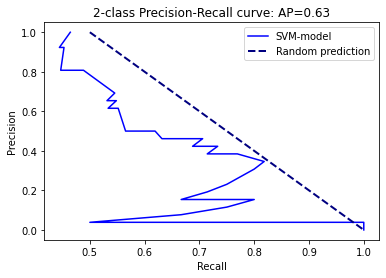 2-class Precision-Recall curve: AP=0.63
SVM-model
Random prediction
Precision
1.0
0.8
0.6
0.4
0.2
0.0
0.5 0.6 0.7 0.8 0.9 1.0
Recall